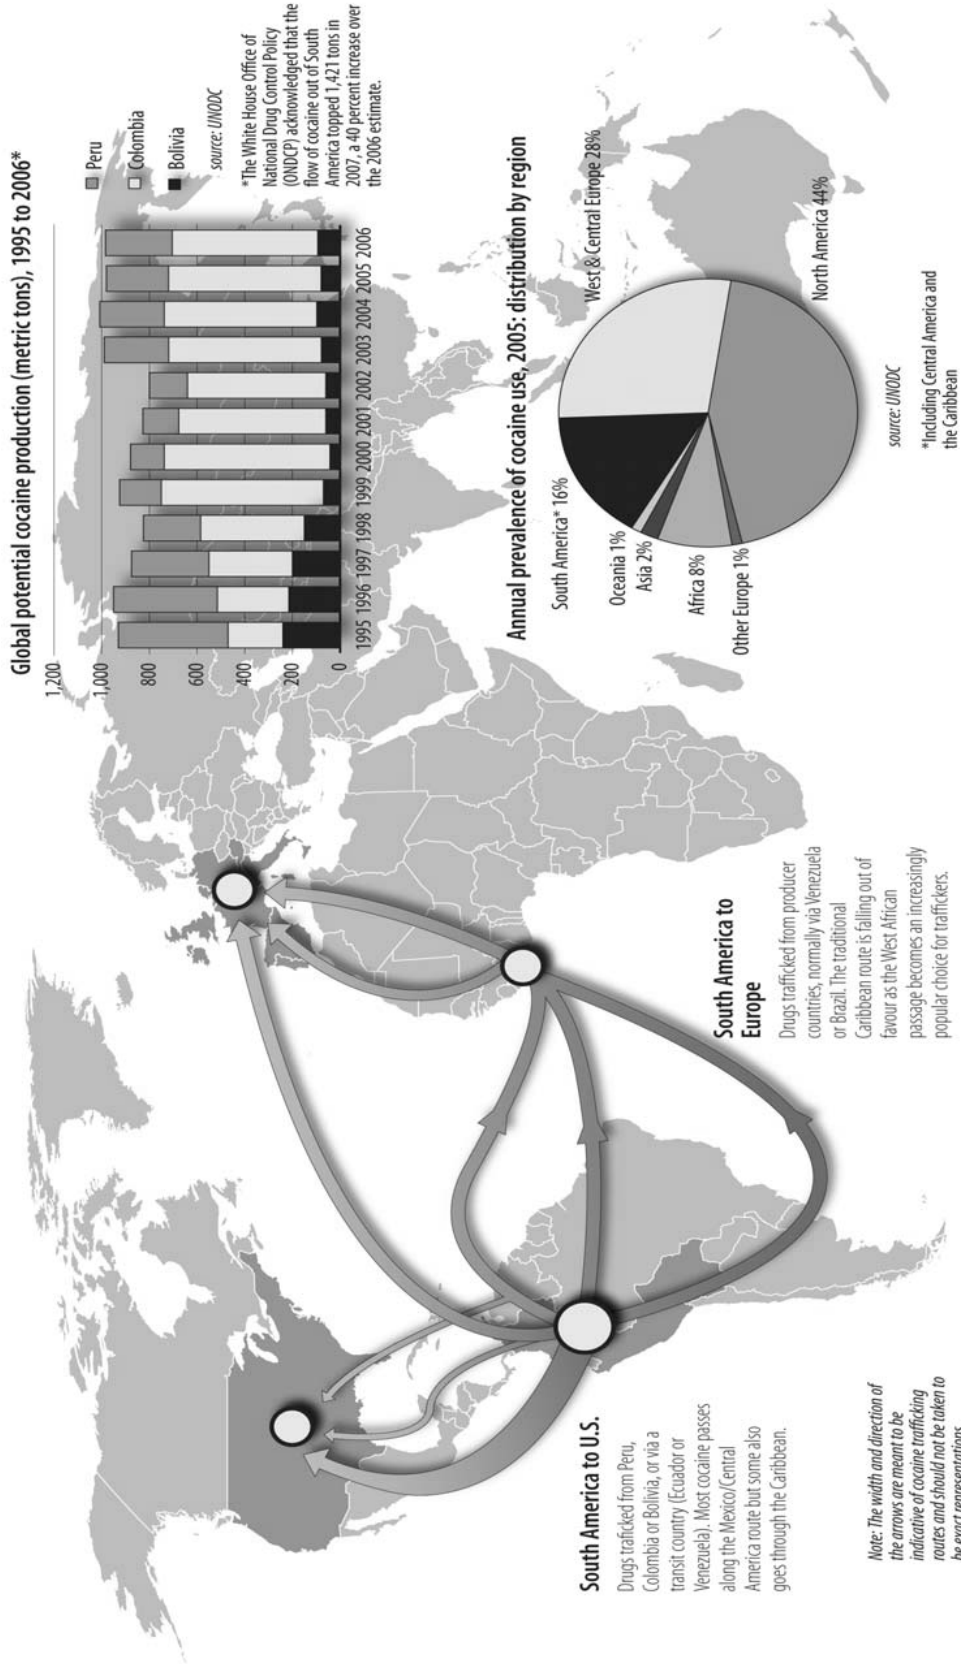 Global potential cocaine production (metric tons), 1995 to 2006*
1,200
1,000
800
600
400
200
0
1995 1996 1997 1998 1999 2000 2001 2002 2003 2004 2005 2006
Peru
Colombia
Bolivia
source: UNODC
*The White House Office of
National Drug Control Policy
(ONDCP) acknowledged that the
flow of cocaine out of South
America topped 1,421 tons in
2007, a 40 percent increase over
the 2006 estimate.
Annual prevalence of cocaine use, 2005: distribution by region
South America* 16%
West & Central Europe 28%
Oceania 1%
Asia 2%
Africa 8%
Other Europe 1%
North America 44%
source: UNODC
*Including Central America and
the Caribbean
South America to U.S.
Drugs traficked from Peru,
Colombia or Bolivia, or via a
transit country (Ecuador or
Venezuela). Most cocaine passes
along the Mexico/Central
America route but some also
goes through the Caribbean.
South America to
Europe
Drugs trafficked from producer
countries, normally via Venezuela
or Brazil. The traditional
Caribbean route is falling out of
favour as the West African
passage becomes an increasingly
popular choice for traffickers.
Note: The width and direction of
the arrows are meant to be
indicative of cocaine trafficking
routes and should not be taken to
be exact representations